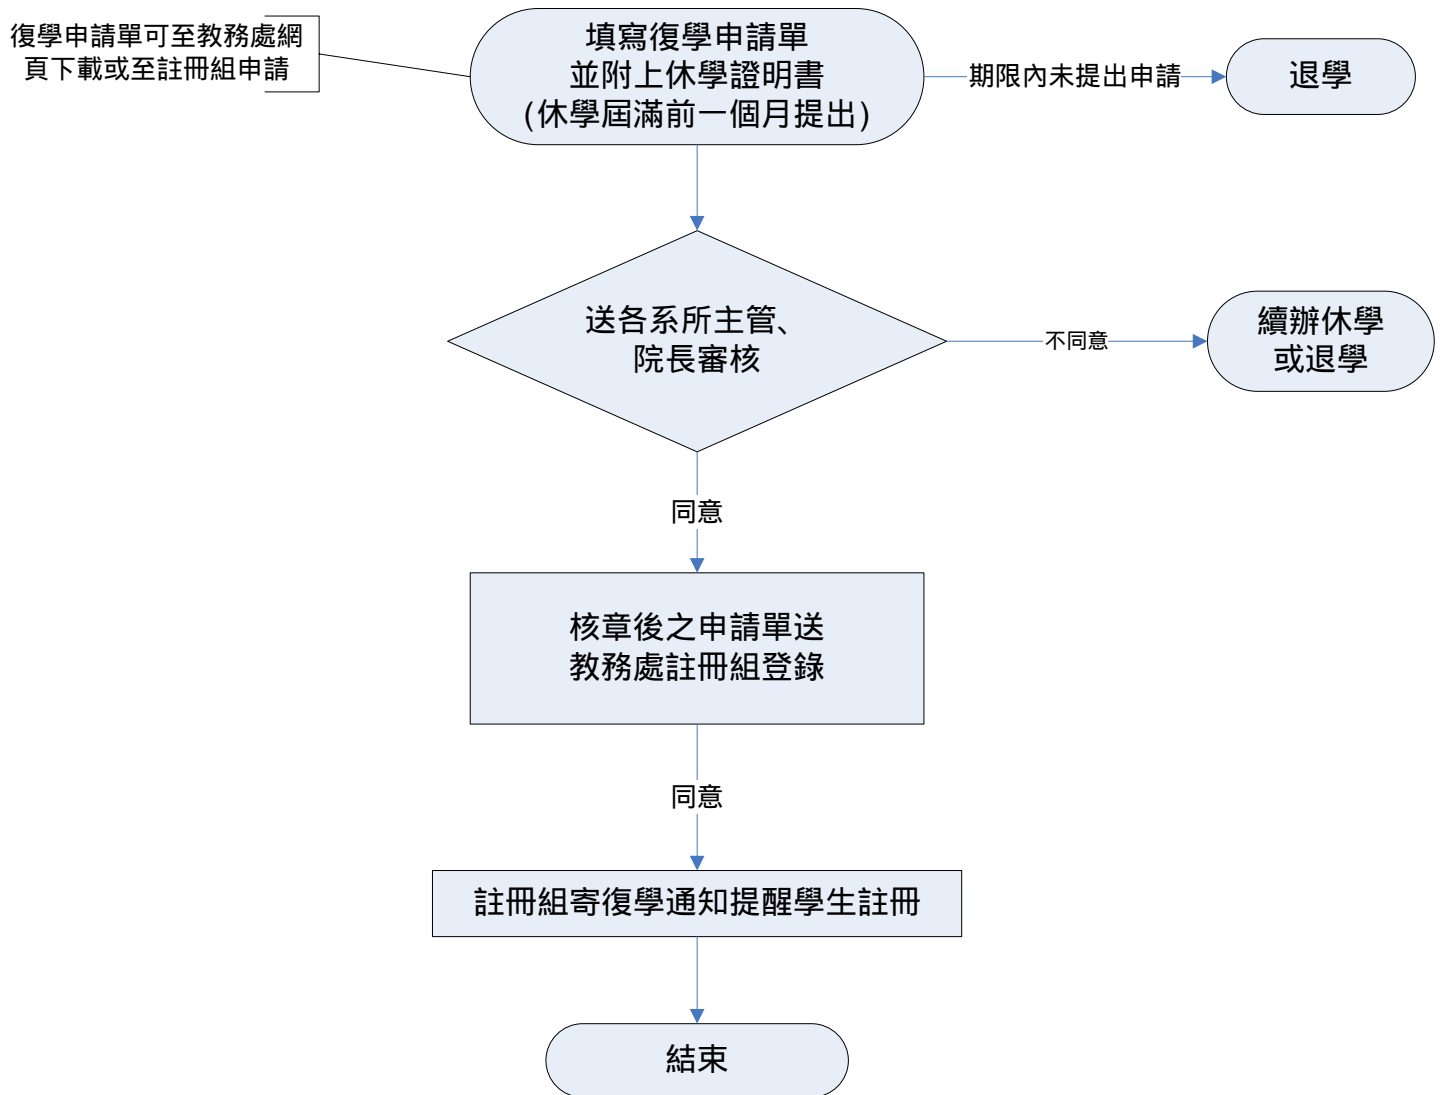 復學申請單可至教務處網
頁下載或至註冊組申請
填寫復學申請單
並附上休學證明書
(休學屆滿前一個月提出)
期限內未提出申請
退學
送各系所主管、
院長審核
不同意
續辦休學
或退學
同意
核章後之申請單送
教務處註冊組登錄
同意
註冊組寄復學通知提醒學生註冊
結束